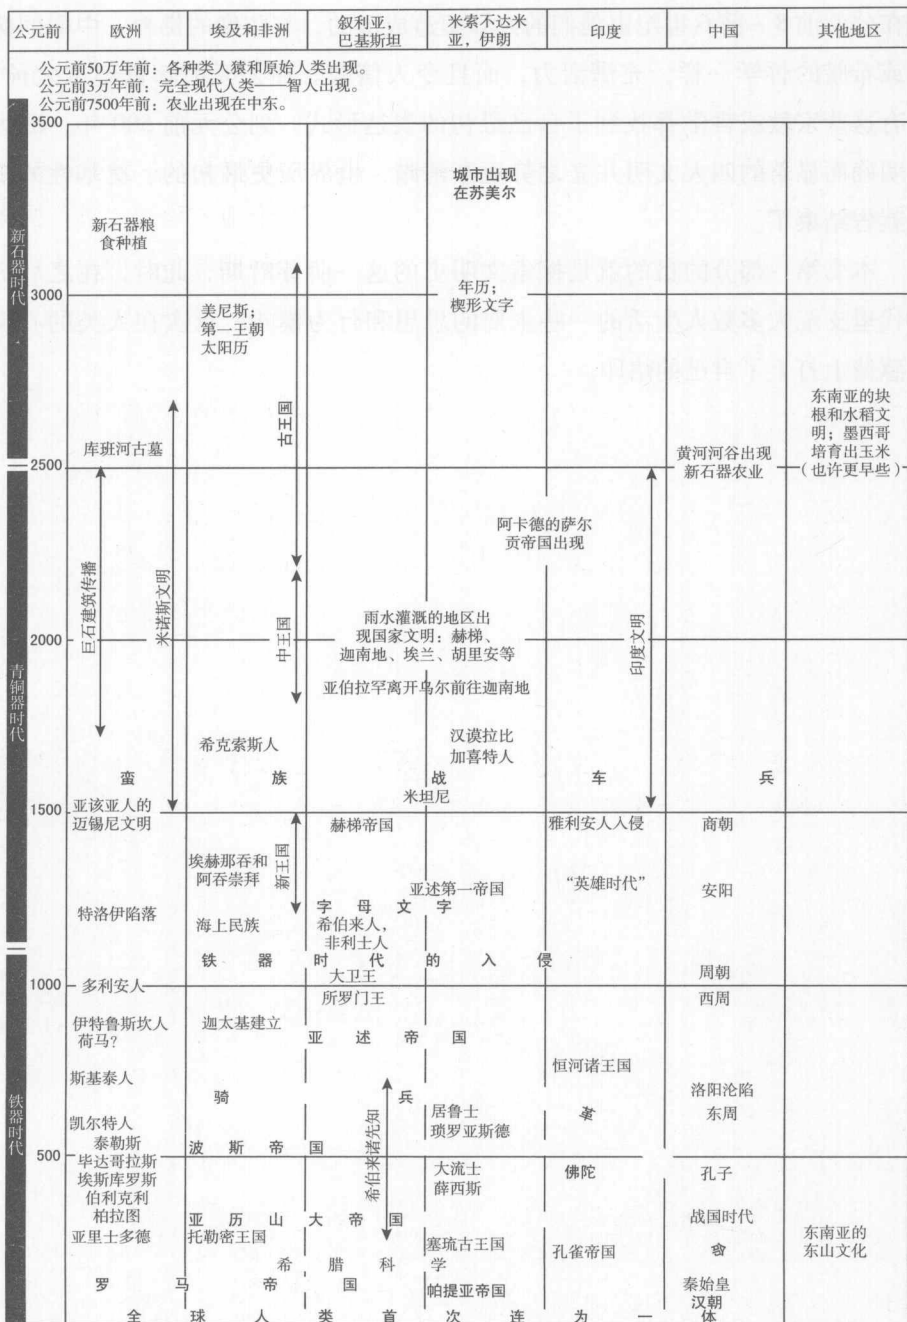 公元前
欧洲
埃及和非洲
叙利亚,
巴基斯坦
米索不达米
亚,伊朗
印度
中国
其他地区
公元前50万年前:各种类人猿和原始人类出现。
公元前3万年前:完全现代人类——智人出现。
公元前7500年前:农业出现在中东。
3500
新石器时代
城市出现
在苏美尔
新石器粮
食种植
3000
美尼斯;
第一王朝
太阳历
年历;
楔形文字
古王国
库班河古墓
黄河河谷出现
新石器农业
东南亚的块
根和水稻文
明;墨西哥
培育出玉米
(也许更早些)
2500
青铜器时代
阿卡德的萨尔
贡帝国出现
巨石建筑传播
米诺斯文明
中王国
印度文明
2000
雨水灌溉的地区出
现国家文明:赫梯、
迦南地、埃兰、胡里安等
亚伯拉罕离开乌尔前往迦南地
希克索斯人
汉谟拉比
加喜特人
蛮 族 战 车 兵
米坦尼
1500
亚该亚人的
迈锡尼文明
赫梯帝国
雅利安人入侵
商朝
埃赫那吞和
阿吞崇拜
新王国
亚述第一帝国
“英雄时代”
安阳
特洛伊陷落
海上民族
字 母 文 字
希伯来人,
非利士人
铁 器 时 代 的 入 侵
铁器时代
1000
多利安人
大卫王
所罗门王
周朝
西周
伊特鲁斯坎人
荷马?
迦太基建立
亚 述 帝 国
斯基泰人
恒河诸王国
洛阳沦陷
东周
骑 兵
希伯来诸先知
凯尔特人
居鲁士
琐罗亚斯德
500
泰勒斯
毕达哥拉斯
埃斯库罗斯
伯利克利
柏拉图
亚里士多德
波 斯 帝 国
大流士
薛西斯
佛陀
孔子
战国时代
亚 历 山 大 帝 国
托勒密王国
塞琉古王国
孔雀帝国
东南亚的
东山文化
希 腊 科 学
罗 马 帝 国
帕提亚帝国
秦始皇
汉朝
全 球 人 类 首 次 连 为 一 体